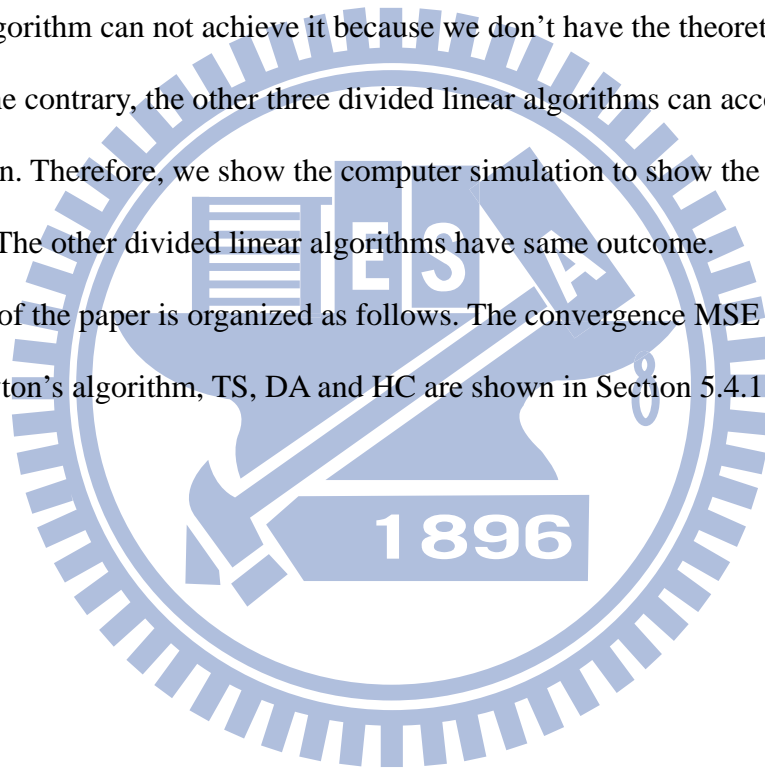 gorithm can not achieve it because we don’t have the theoret
ne contrary, the other three divided linear algorithms can acco
n. Therefore, we show the computer simulation to show the
The other divided linear algorithms have same outcome.
of the paper is organized as follows. The convergence MSE
ton’s algorithm, TS, DA and HC are shown in Section 5.4.1
E S A
8
1896